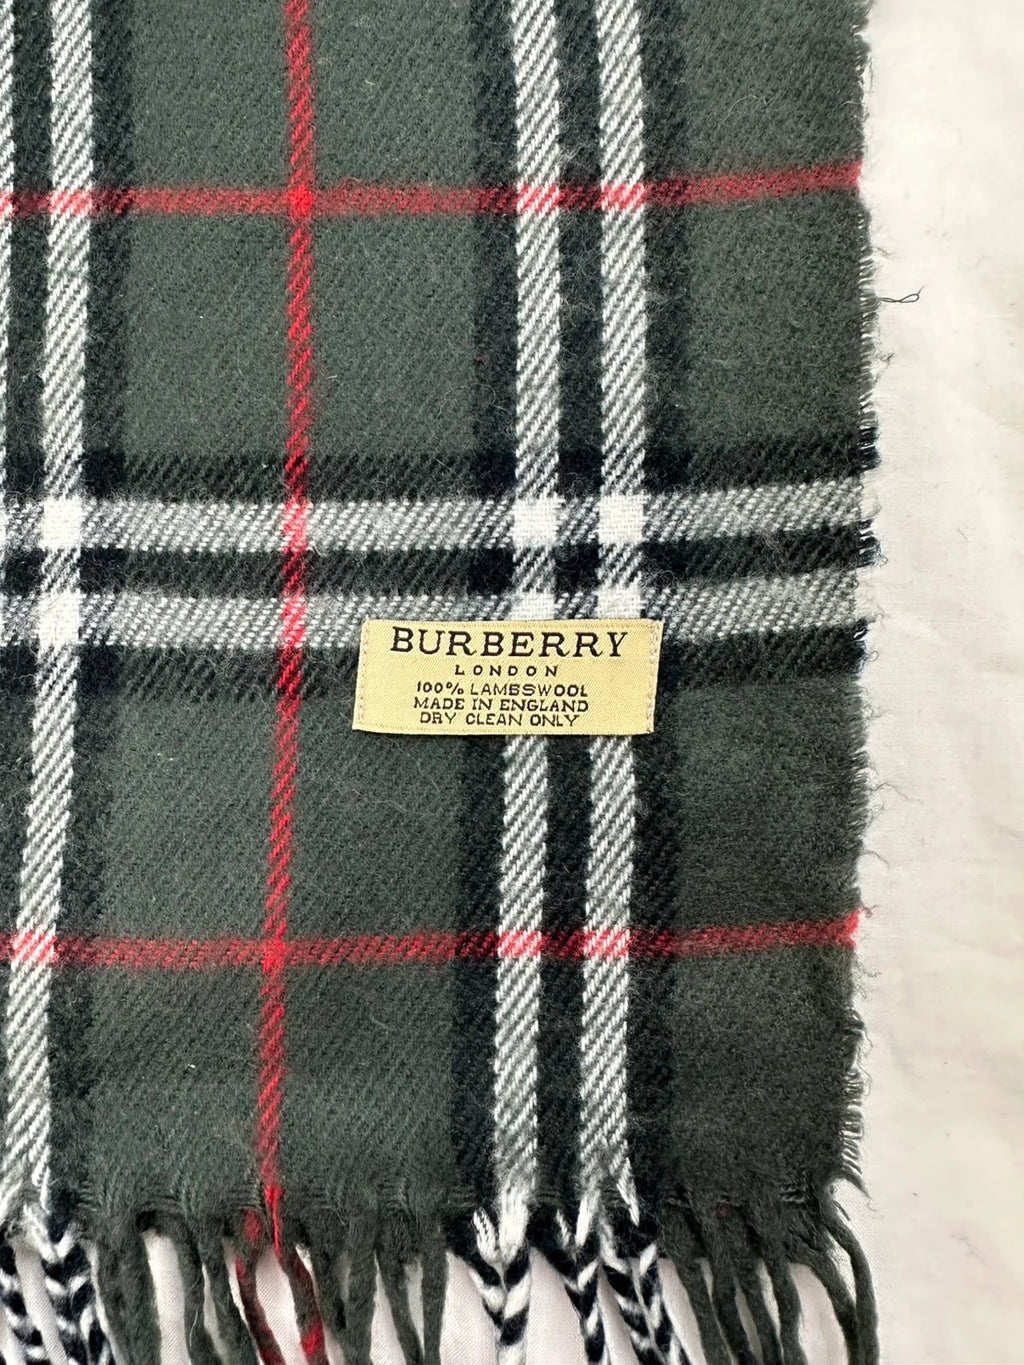 BURBERRY
LONDON
100% LAMBSWOOL
MADE IN ENGLAND
DRY CLEAN ONLY